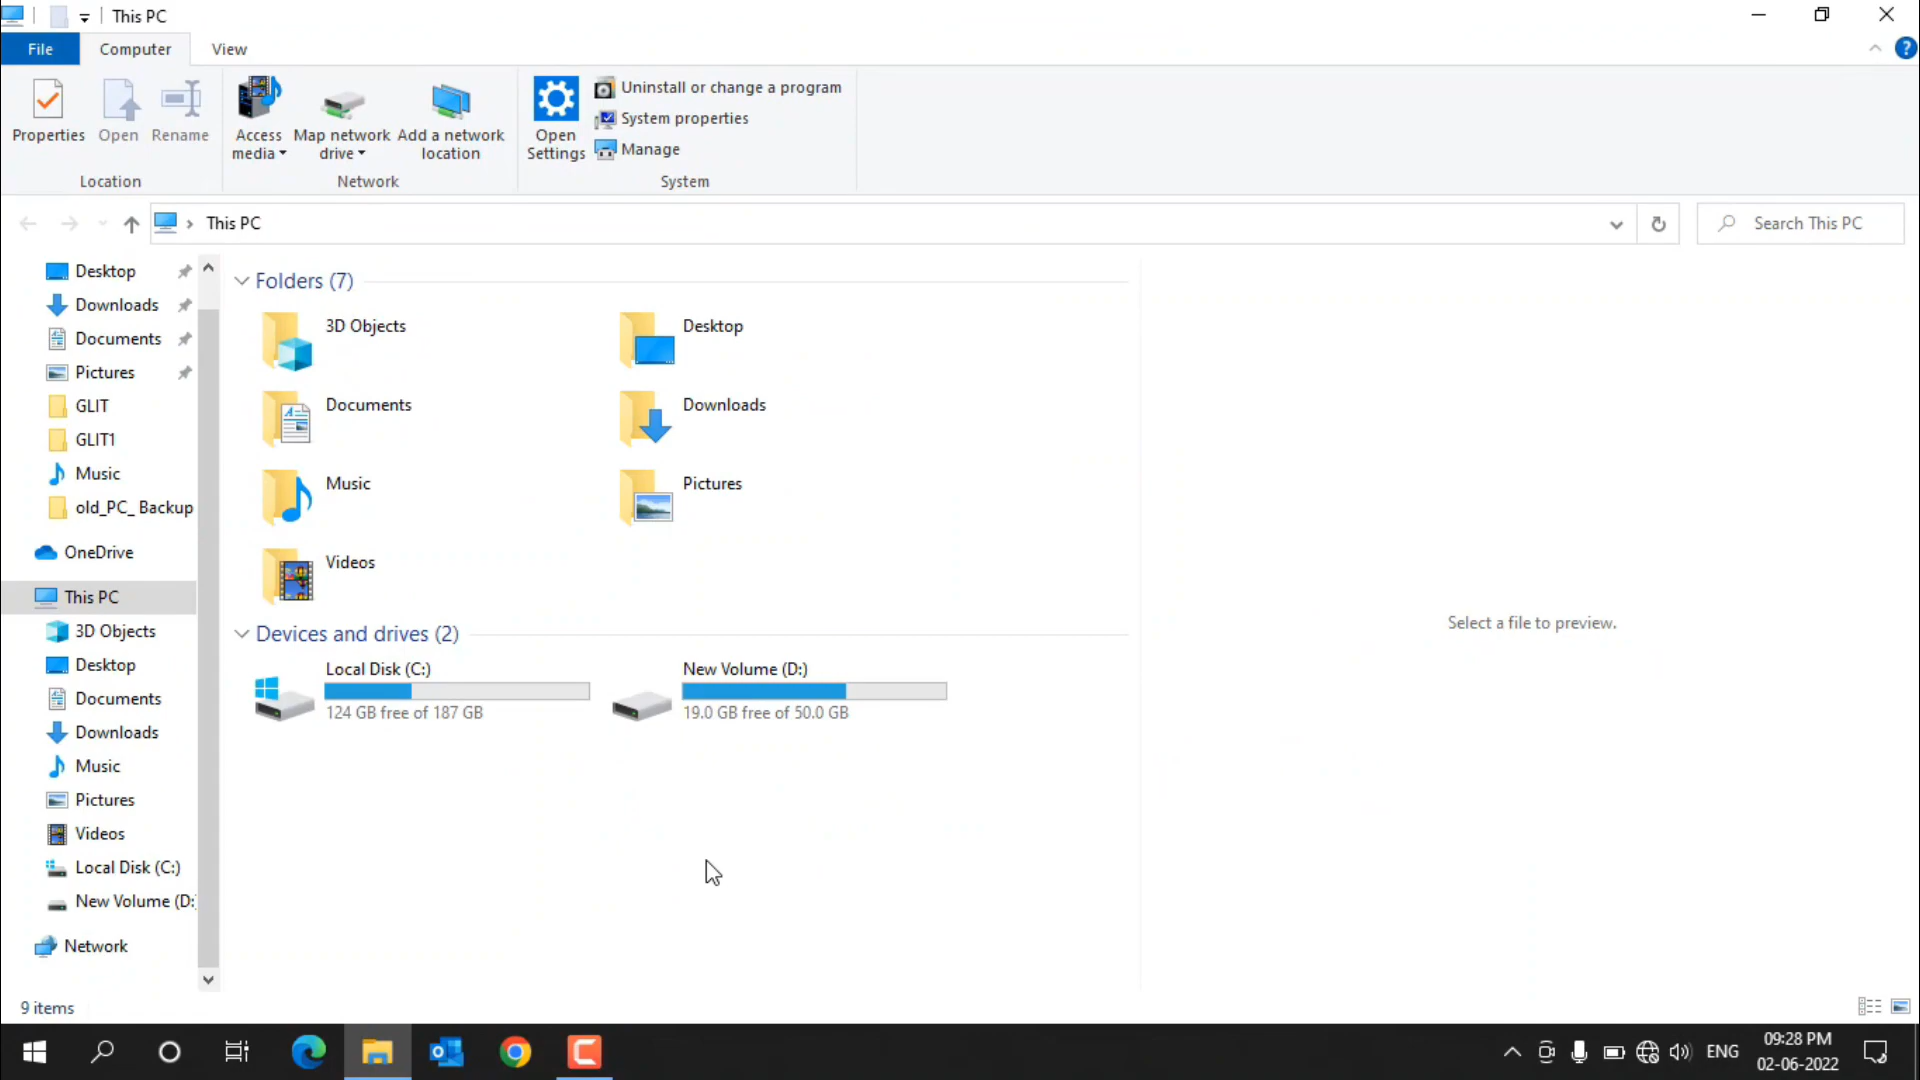 This PC
File
Computer
View
Properties
Open
Rename
Location
Access
media
Map network
drive
Add a network
location
Network
Open
Settings
Uninstall or change a program
System properties
Manage
System
This PC
Search This PC
Desktop
Downloads
Documents
Pictures
GLIT
GLIT1
Music
old_PC_ Backup
OneDrive
This PC
3D Objects
Desktop
Documents
Downloads
Music
Pictures
Videos
Local Disk (C:)
New Volume (D:
Network
Folders (7)
3D Objects
Desktop
Documents
Downloads
Music
Pictures
Videos
Devices and drives (2)
Local Disk (C:)
124 GB free of 187 GB
New Volume (D:)
19.0 GB free of 50.0 GB
Select a file to preview.
9 items
ENG
09:28 PM
02-06-2022